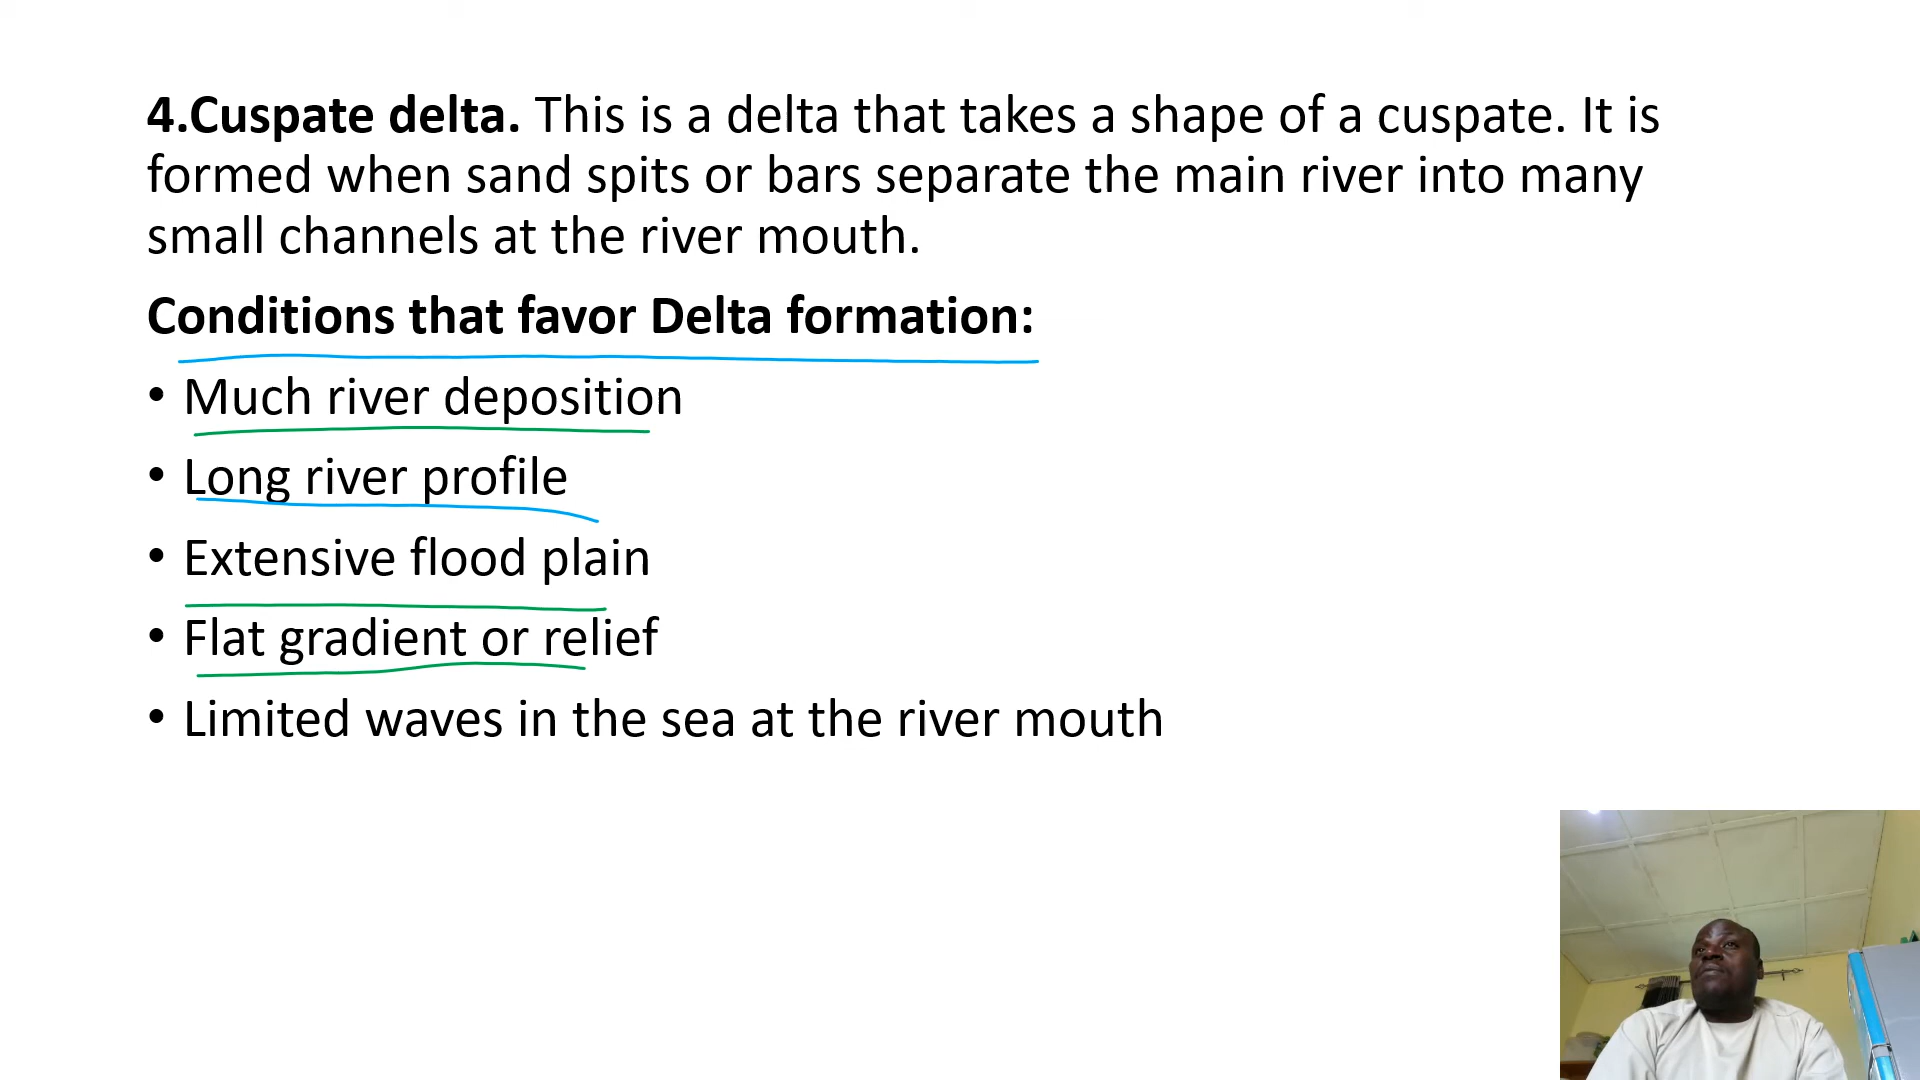 4.Cuspate delta. This is a delta that takes a shape of a cuspate. It is
formed when sand spits or bars separate the main river into many
small channels at the river mouth.
Conditions that favor Delta formation:
• Much river deposition
• Long river profile
• Extensive flood plain
• Flat gradient or relief
• Limited waves in the sea at the river mouth